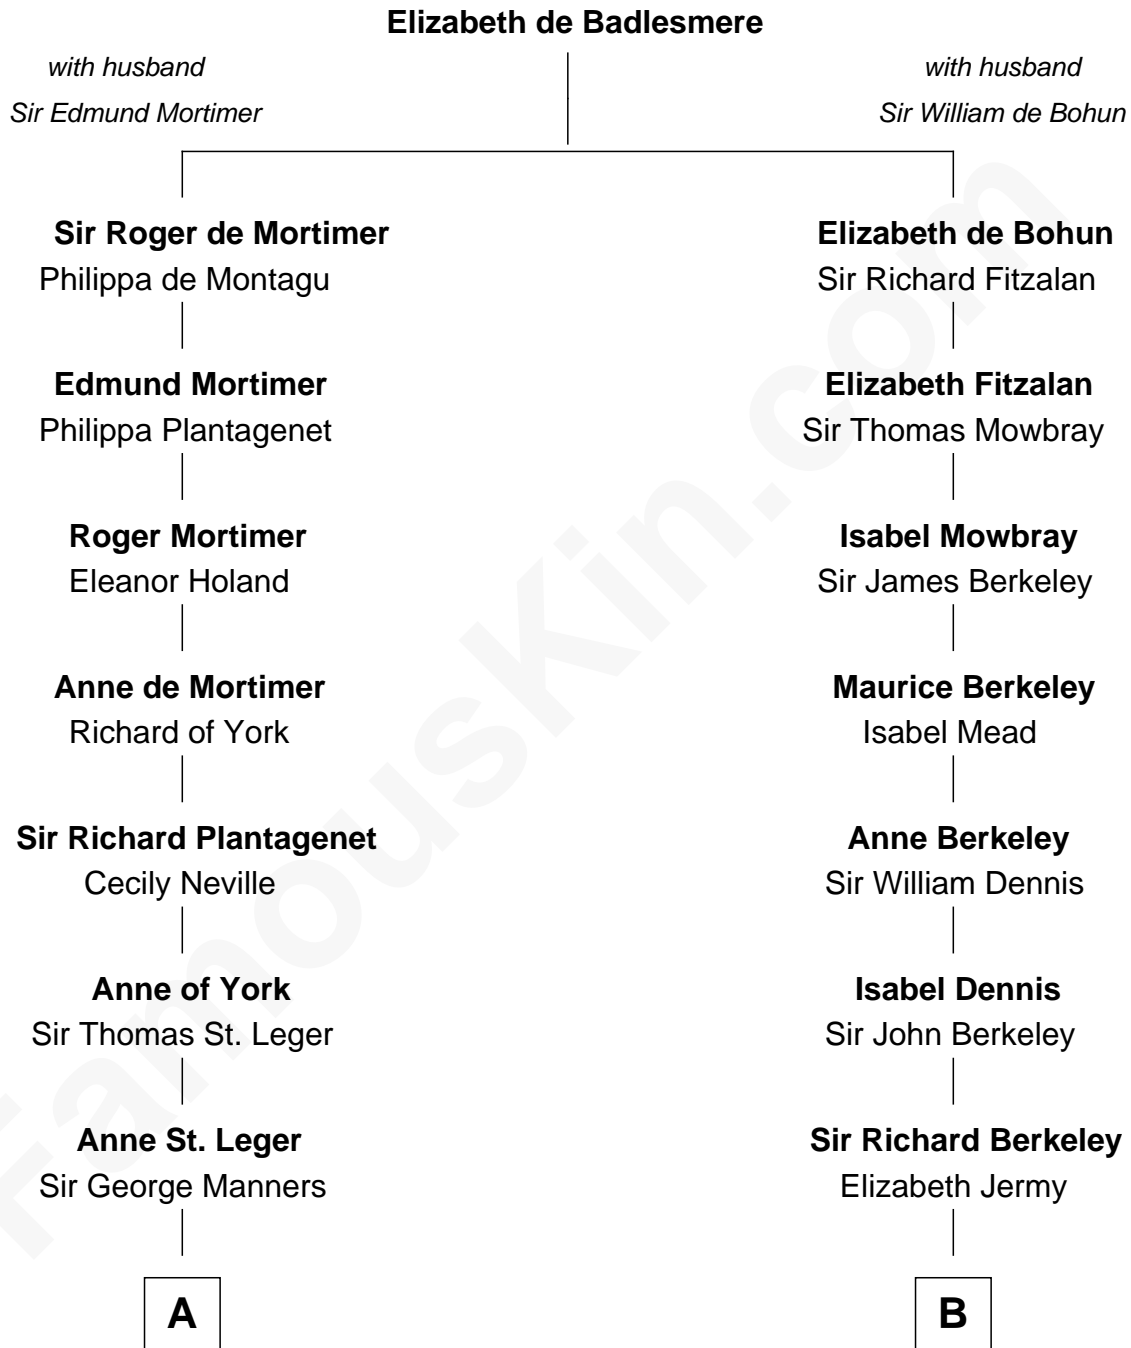 Elizabeth de Badlesmere
with husband
Sir Edmund Mortimer
with husband
Sir William de Bohun
Sir Roger de Mortimer
Philippa de Montagu
Elizabeth de Bohun
Sir Richard Fitzalan
Edmund Mortimer
Philippa Plantagenet
Elizabeth Fitzalan
Sir Thomas Mowbray
Roger Mortimer
Eleanor Holand
Isabel Mowbray
Sir James Berkeley
Anne de Mortimer
Richard of York
Maurice Berkeley
Isabel Mead
Sir Richard Plantagenet
Cecily Neville
Anne Berkeley
Sir William Dennis
Anne of York
Sir Thomas St. Leger
Isabel Dennis
Sir John Berkeley
Anne St. Leger
Sir George Manners
Sir Richard Berkeley
Elizabeth Jermy
A
B
FamousKin.com